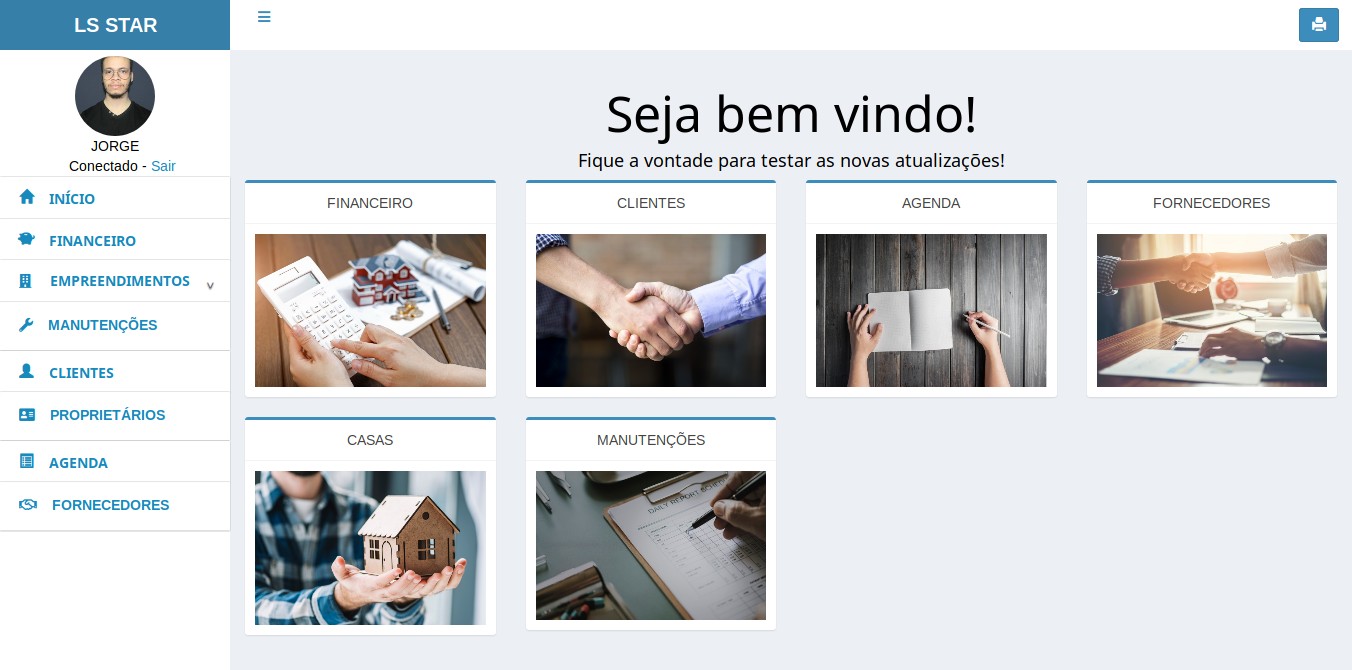 LS STAR
JORGE
Conectado - Sair
INÍCIO
FINANCEIRO
EMPREENDIMENTOS
MANUTENÇÕES
CLIENTES
PROPRIETÁRIOS
AGENDA
FORNECEDORES
Seja bem vindo!
Fique a vontade para testar as novas atualizações!
FINANCEIRO
CLIENTES
AGENDA
FORNECEDORES
CASAS
MANUTENÇÕES
DAILY REPORT